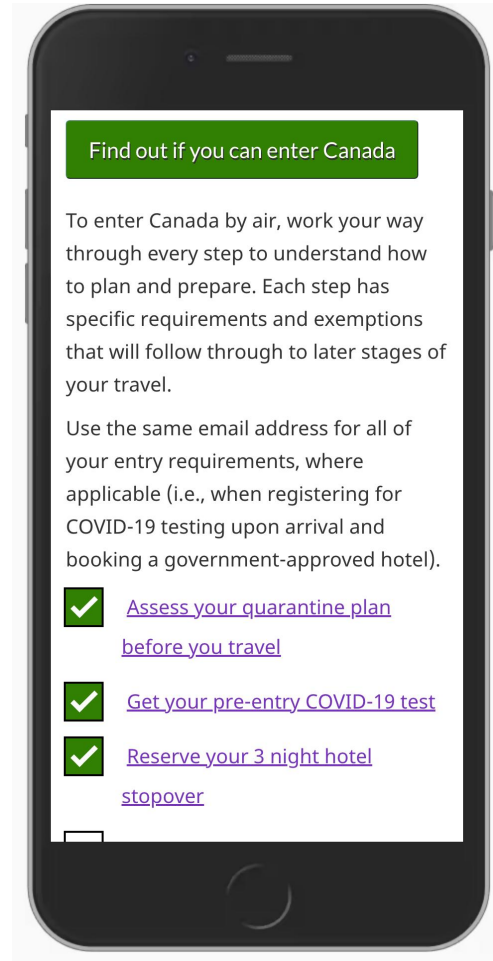 Find out if you can enter Canada
To enter Canada by air, work your way
through every step to understand how
to plan and prepare. Each step has
specific requirements and exemptions
that will follow through to later stages of
your travel.
Use the same email address for all of
your entry requirements, where
applicable (i.e., when registering for
COVID-19 testing upon arrival and
booking a government-approved hotel).
Assess your quarantine plan
before you travel
Get your pre-entry COVID-19 test
Reserve your 3 night hotel
stopover